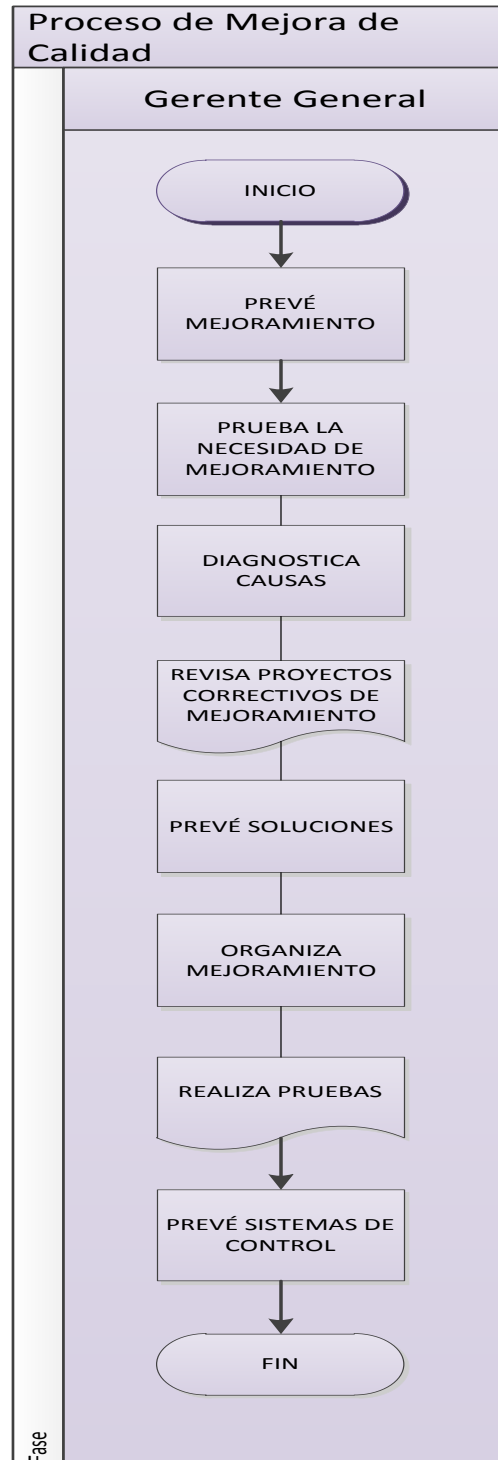 Proceso de Mejora de
Calidad
Gerente General
INICIO
PREVÉ
MEJORAMIENTO
PRUEBA LA
NECESIDAD DE
MEJORAMIENTO
DIAGNOSTICA
CAUSAS
REVISA PROYECTOS
CORRECTIVOS DE
MEJORAMIENTO
PREVÉ SOLUCIONES
ORGANIZA
MEJORAMIENTO
REALIZA PRUEBAS
PREVÉ SISTEMAS DE
CONTROL
FIN
Fase